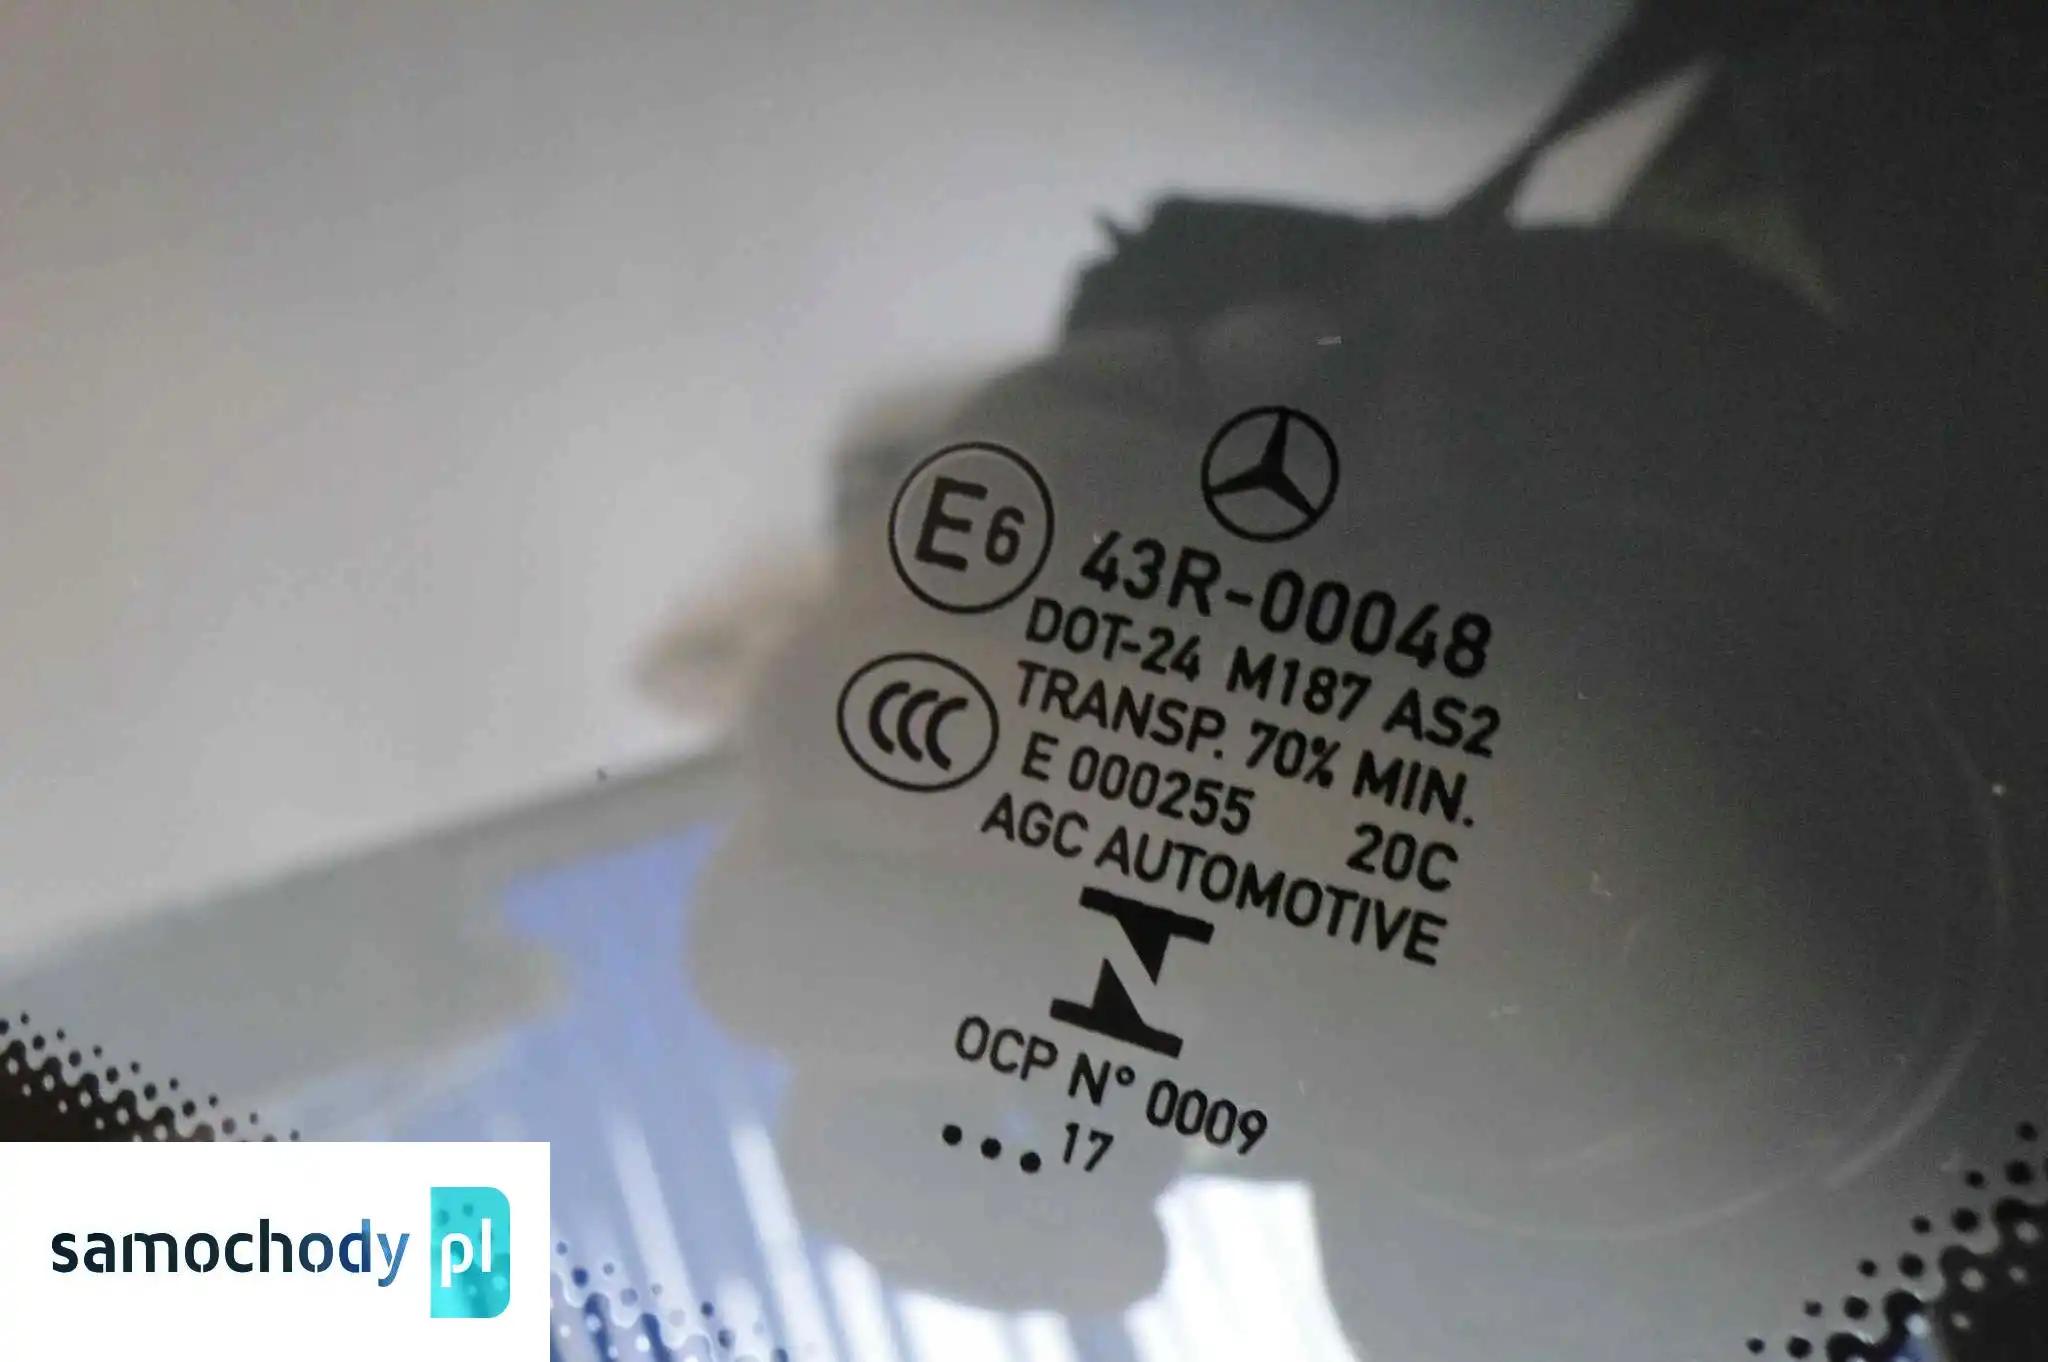 E6
43R-00048
DOT-24 M187 AS2
TRANSP. 70% MIN.
CCC
E 000255 20C
AGC AUTOMOTIVE
OCP N° 0009
...17
samochody pl